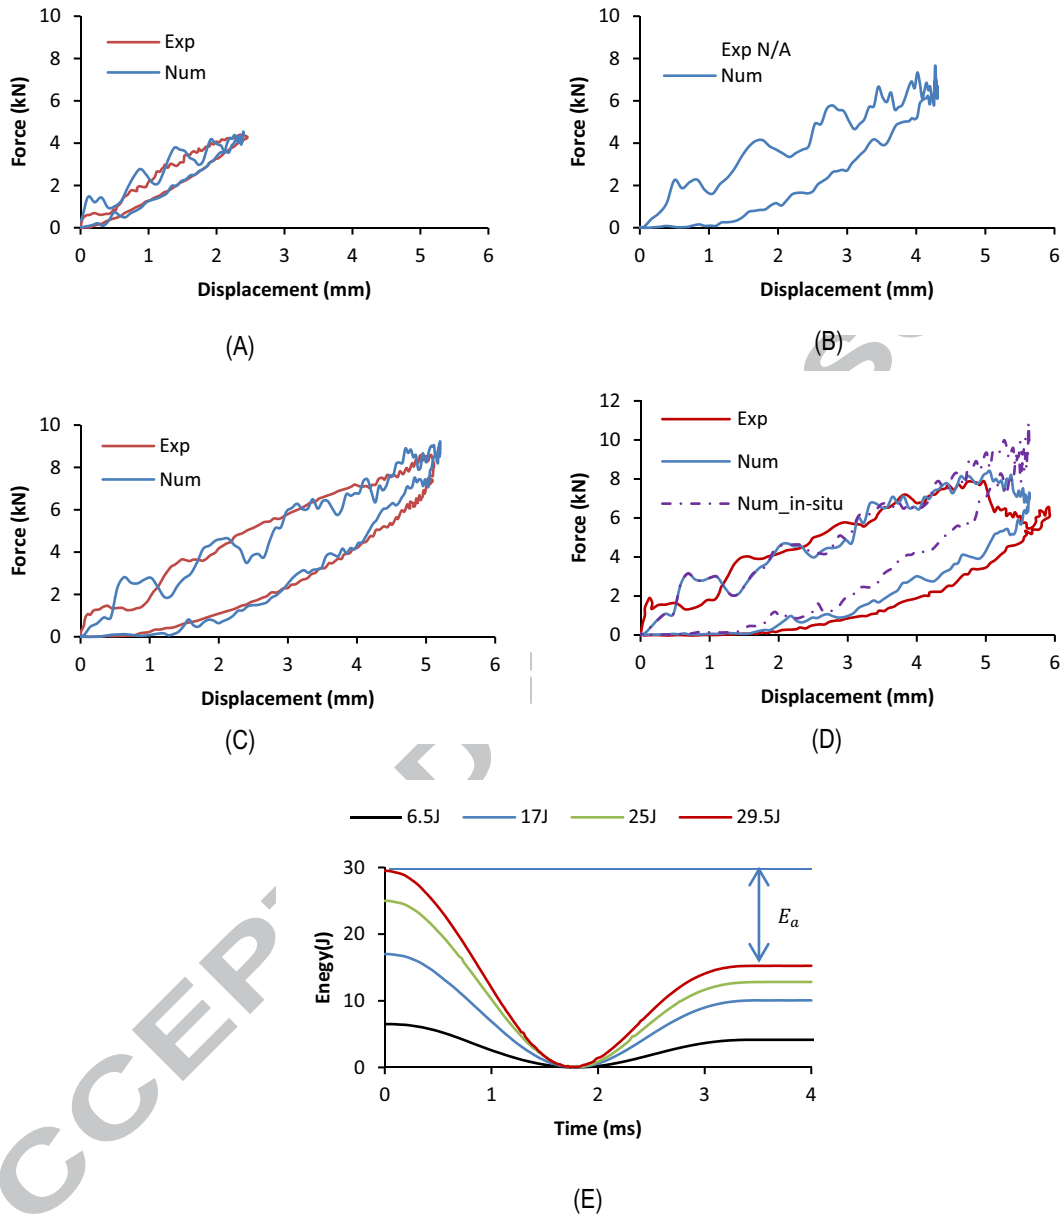 10
8
6
4
2
0
Force (kN)
Exp
Num
0 1 2 3 4 5 6
Displacement (mm)
(A)
10
8
6
4
2
0
Force (kN)
Exp N/A
Num
0 1 2 3 4 5 6
Displacement (mm)
(B)
10
8
6
4
2
0
Force (kN)
Exp
Num
0 1 2 3 4 5 6
Displacement (mm)
(C)
12
10
8
6
4
2
0
Force (kN)
Exp
Num
Num_in-situ
0 1 2 3 4 5 6
Displacement (mm)
(D)
6.5J 17J 25J 29.5J
30
20
10
0
Enegy(J)
E_a
0 1 2 3 4
Time (ms)
(E)
CCEP